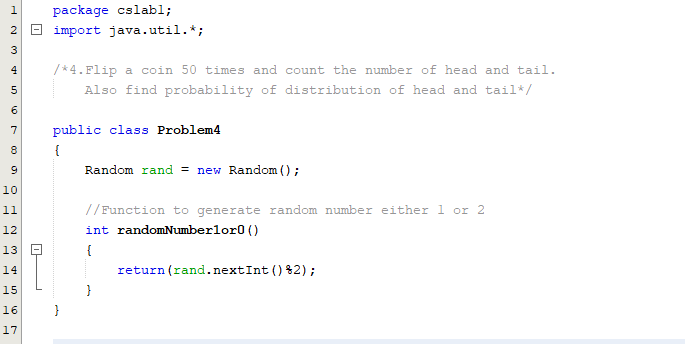 1 package cslabl;
2 import java.util.*;
3
4 /*4.Flip a coin 50 times and count the number of head and tail.
5 Also find probability of distribution of head and tail*/
6
7 public class Problem4
8 {
9 Random rand = new Random();
10
11 //Function to generate random number either 1 or 2
12 int randomNumber1or0()
13 {
14 return(rand.nextInt()%2);
15 }
16 }
17